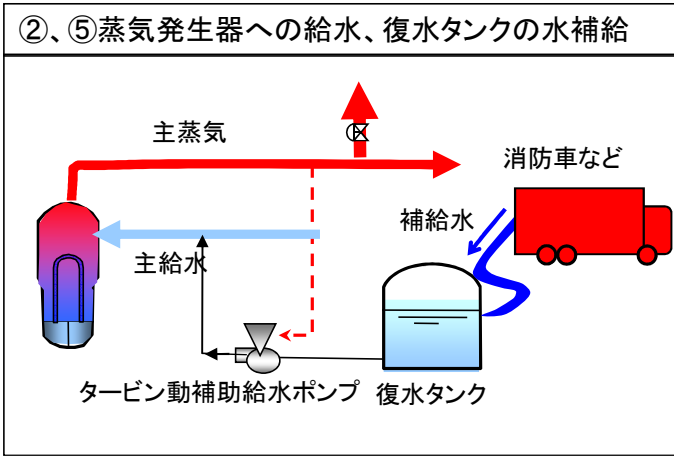 ②、⑤蒸気発生器への給水、復水タンクの水補給
主蒸気
消防車など
補給水
主給水
タービン動補助給水ポンプ
復水タンク